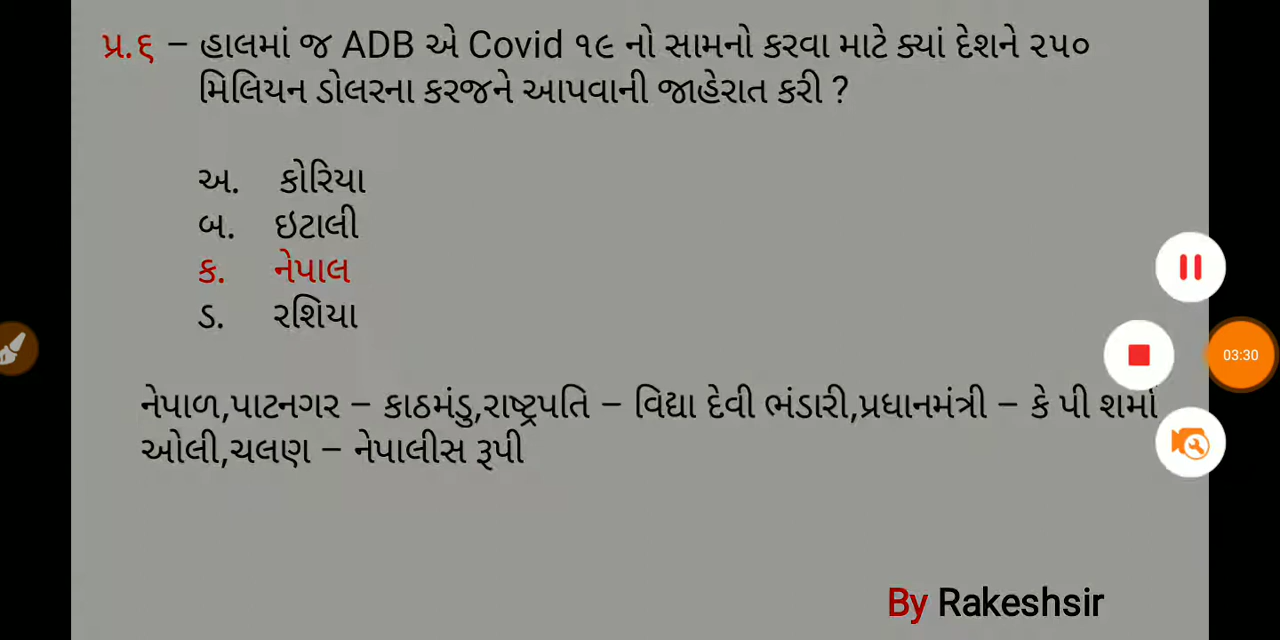 પ્ર.૬ – હાલમાં જ ADB એ Covid ૧૯ નો સામનો કરવા માટે ક્યાં દેશને ૨૫૦
મિલિયન ડોલરના કરજને આપવાની જાહેરાત કરી ?
અ. કોરિયા
બ. ઇટાલી
ક. નેપાલ
ડ. રશિયા
03:30
નેપાળ,પાટનગર – કાઠમંડુ,રાષ્ટ્રપતિ – વિદ્યા દેવી ભંડારી,પ્રધાનમંત્રી – કે પી શર્મા
ઓલી,ચલણ – નેપાલીસ રૂપી
By Rakeshsir